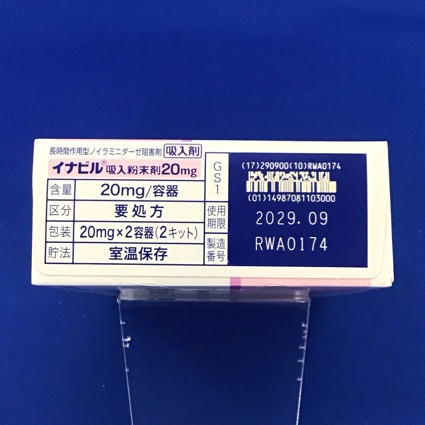 長時間作用型ノイラミニダーゼ阻害剤 吸入剤
イナビル® 吸入粉末剤20mg
含量 20mg/容器
区分 要処方
包装 20mg×2容器(2キット)
貯法 室温保存
GS1
使用期限
製造番号
(17)290900(10)RWA0174
(01)14987081103000
2029.09
RWA0174